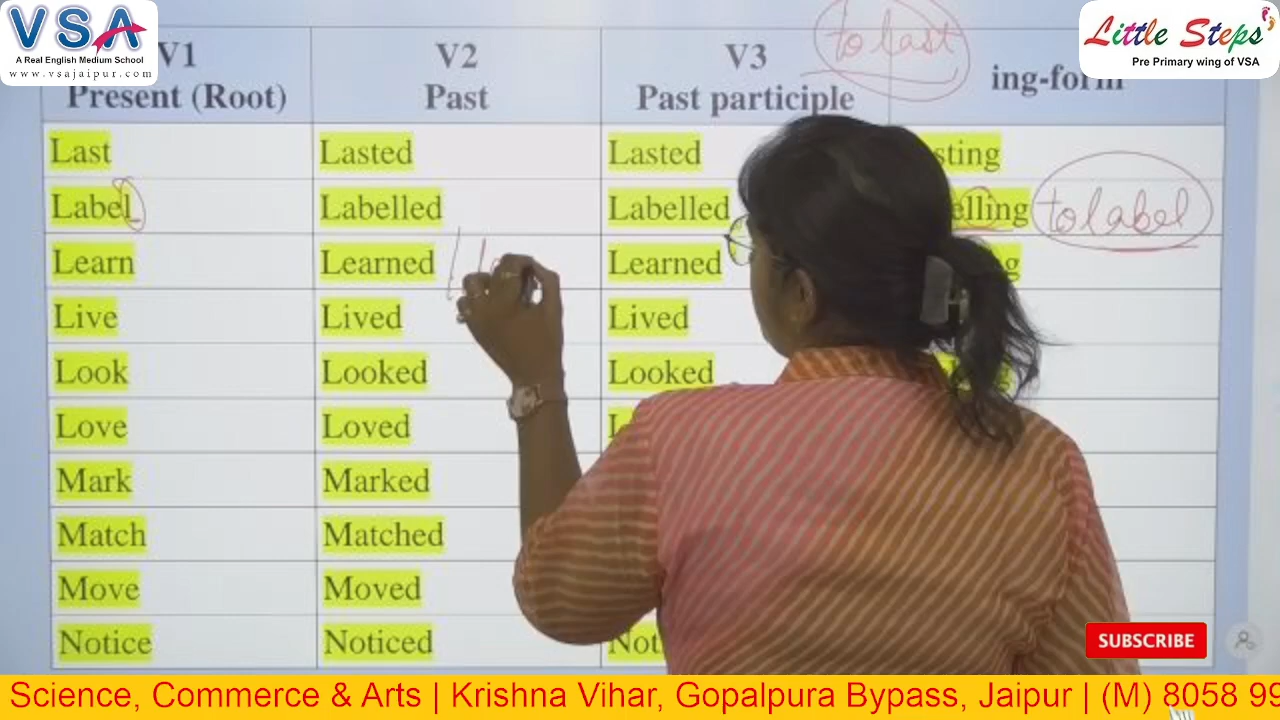 VSA
A Real English Medium School
www.vsajaipur.com
Little Steps
Pre Primary wing of VSA
to last
V1 V2 V3
Present (Root) Past Past participle ing-form
Last Lasted Lasted sting
Label Labelled Labelled elling to label
Learn Learned Learned g
Live Lived Lived
Look Looked Looked
Love Loved L
Mark Marked
Match Matched
Move Moved
Notice Noticed Not
SUBSCRIBE
Science, Commerce & Arts | Krishna Vihar, Gopalpura Bypass, Jaipur | (M) 8058 99